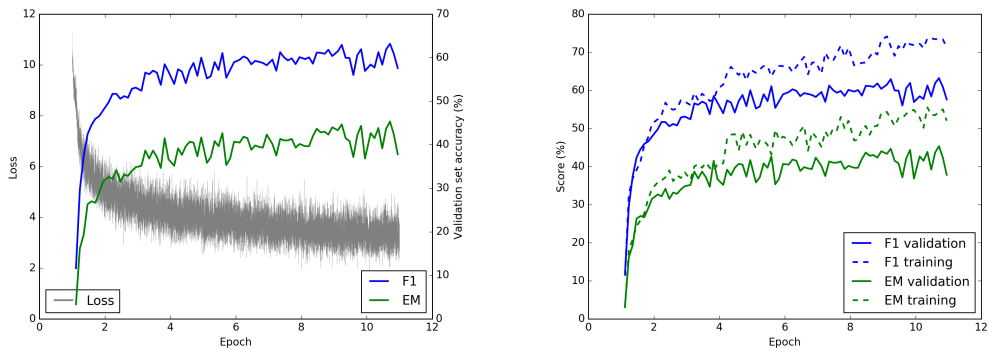 12
10
8
6
4
2
0
Loss
70
60
50
40
30
20
10
0
Validation set accuracy (%)
0 2 4 6 8 10 12
Epoch
Loss
F1
EM
80
70
60
50
40
30
20
10
0
Score (%)
0 2 4 6 8 10 12
Epoch
F1 validation
F1 training
EM validation
EM training